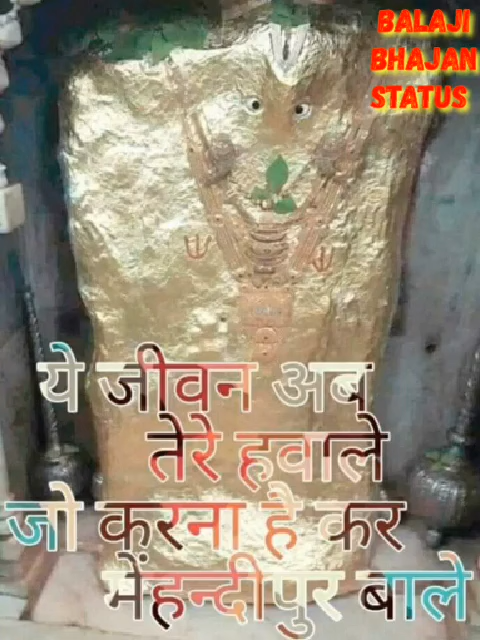 BALAJI
BHAJAN
STATUS
ये जीवन अब
तेरे हवाले
जो करना है कर
मेंहन्दीपुर बाले